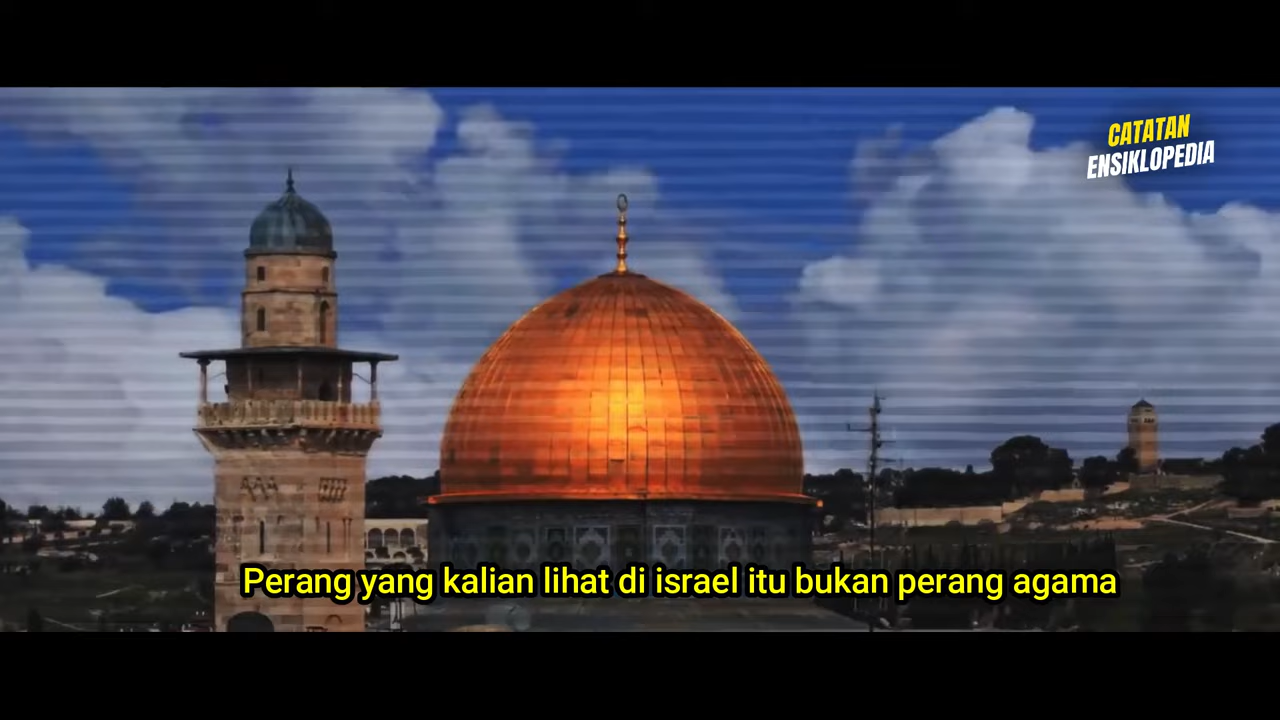 CATATAN
ENSIKLOPEDIA
Perang yang kalian lihat di israel itu bukan perang agama